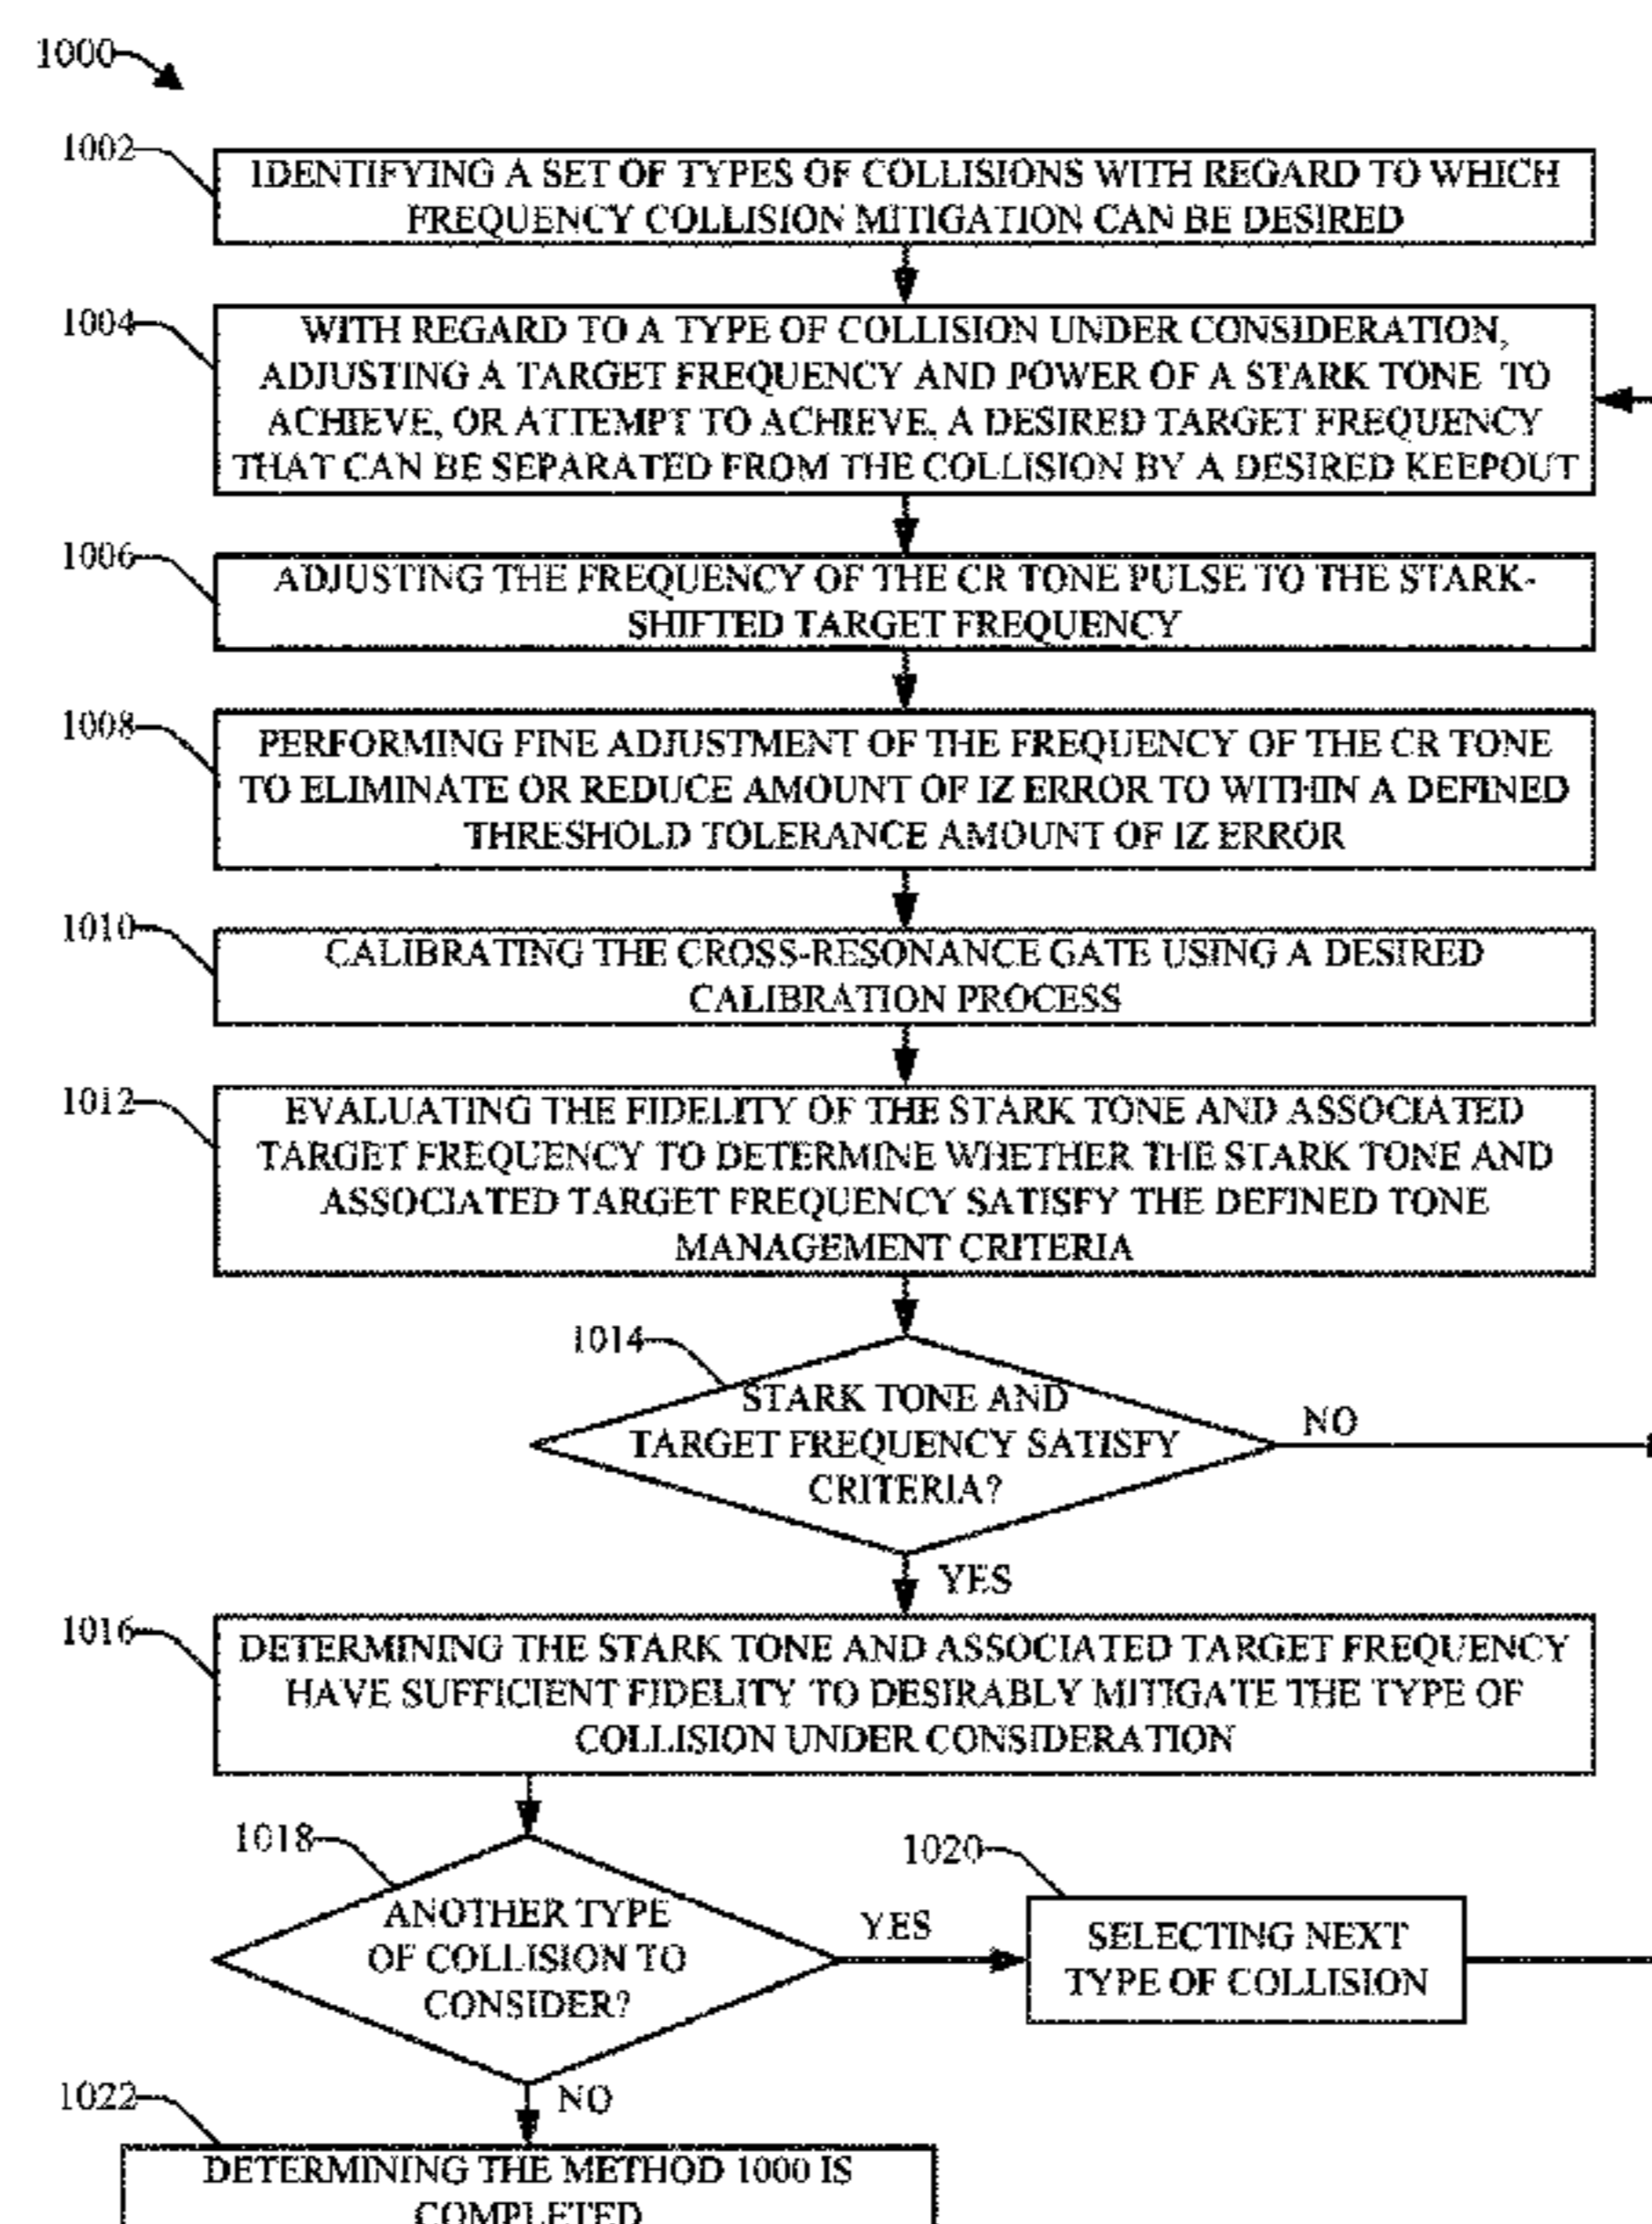 1000
1002
IDENTIFYING A SET OF TYPES OF COLLISIONS WITH REGARD TO WHICH
FREQUENCY COLLISION MITIGATION CAN BE DESIRED
1004
WITH REGARD TO A TYPE OF COLLISION UNDER CONSIDERATION,
ADJUSTING A TARGET FREQUENCY AND POWER OF A STARK TONE TO
ACHIEVE, OR ATTEMPT TO ACHIEVE, A DESIRED TARGET FREQUENCY
THAT CAN BE SEPARATED FROM THE COLLISION BY A DESIRED KEEPOUT
1006
ADJUSTING THE FREQUENCY OF THE CR TONE PULSE TO THE STARK-
SHIFTED TARGET FREQUENCY
1008
PERFORMING FINE ADJUSTMENT OF THE FREQUENCY OF THE CR TONE
TO ELIMINATE OR REDUCE AMOUNT OF IZ ERROR TO WITHIN A DEFINED
THRESHOLD TOLERANCE AMOUNT OF IZ ERROR
1010
CALIBRATING THE CROSS-RESONANCE GATE USING A DESIRED
CALIBRATION PROCESS
1012
EVALUATING THE FIDELITY OF THE STARK TONE AND ASSOCIATED
TARGET FREQUENCY TO DETERMINE WHETHER THE STARK TONE AND
ASSOCIATED TARGET FREQUENCY SATISFY THE DEFINED TONE
MANAGEMENT CRITERIA
1014
STARK TONE AND
TARGET FREQUENCY SATISFY
CRITERIA?
NO
YES
1016
DETERMINING THE STARK TONE AND ASSOCIATED TARGET FREQUENCY
HAVE SUFFICIENT FIDELITY TO DESIRABLY MITIGATE THE TYPE OF
COLLISION UNDER CONSIDERATION
1018
ANOTHER TYPE
OF COLLISION TO
CONSIDER?
YES
1020
SELECTING NEXT
TYPE OF COLLISION
NO
1022
DETERMINING THE METHOD 1000 IS
COMPLETED